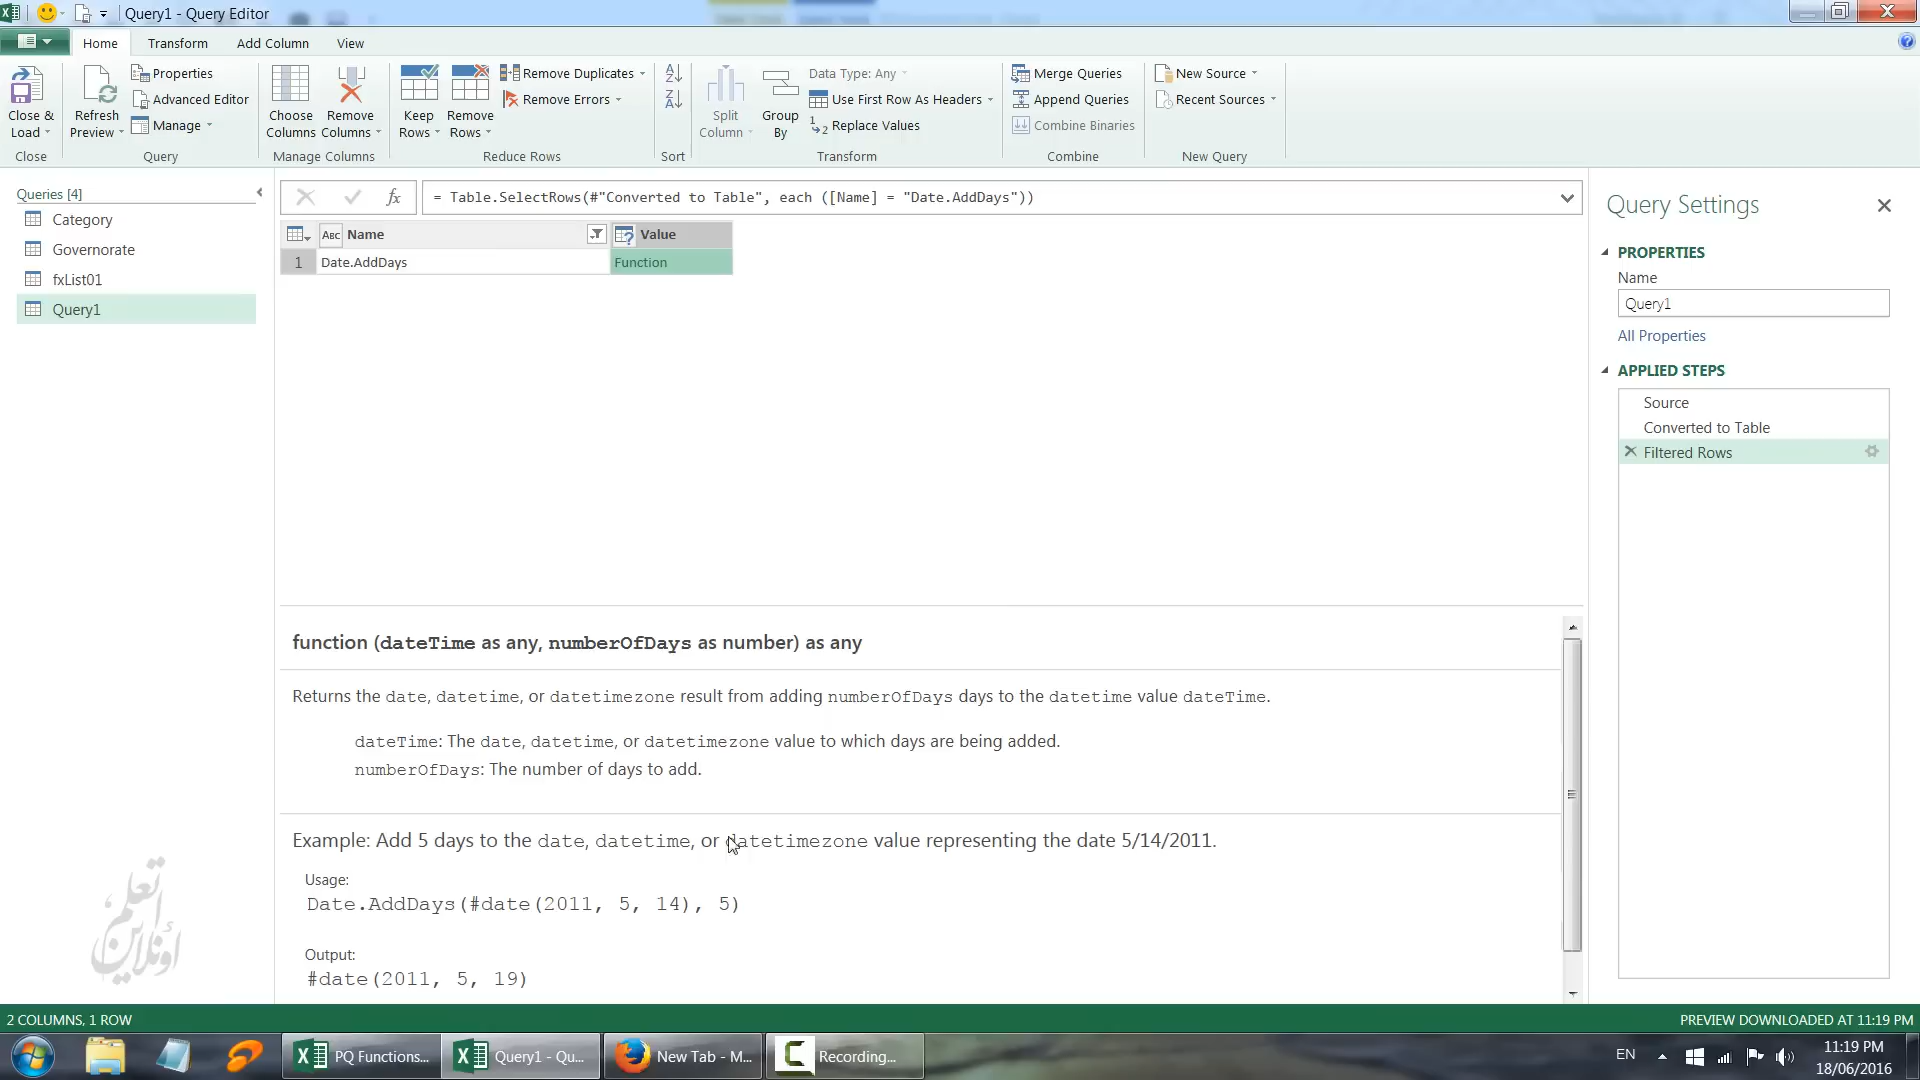 Query1 - Query Editor
Home Transform Add Column View
Close & Load
Refresh Preview
Properties
Advanced Editor
Manage
Choose Columns
Remove Columns
Keep Rows
Remove Rows
Remove Duplicates
Remove Errors
Split Column
Group By
Data Type: Any
Use First Row As Headers
Replace Values
Merge Queries
Append Queries
Combine Binaries
New Source
Recent Sources
Close Query Manage Columns Reduce Rows Sort Transform Combine New Query
Queries [4]
Category
Governorate
fxList01
Query1
fx = Table.SelectRows(#"Converted to Table", each ([Name] = "Date.AddDays"))
ABC Name Value
1 Date.AddDays Function
function (dateTime as any, numberOfDays as number) as any
Returns the date, datetime, or datetimezone result from adding numberOfDays days to the datetime value dateTime.
dateTime: The date, datetime, or datetimezone value to which days are being added.
numberOfDays: The number of days to add.
Example: Add 5 days to the date, datetime, or datetimezone value representing the date 5/14/2011.
Usage:
Date.AddDays(#date(2011, 5, 14), 5)
Output:
#date(2011, 5, 19)
Query Settings
PROPERTIES
Name
Query1
All Properties
APPLIED STEPS
Source
Converted to Table
Filtered Rows
تعلم
أونلاين
2 COLUMNS, 1 ROW
PREVIEW DOWNLOADED AT 11:19 PM
PQ Functions...
Query1 - Qu...
New Tab - M...
Recording...
EN
11:19 PM
18/06/2016